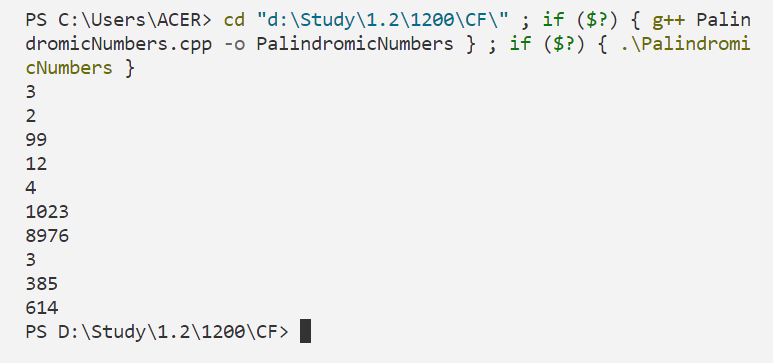 PS C:\Users\ACER> cd "d:\Study\1.2\1200\CF\" ; if ($?) { g++ Palin
dromicNumbers.cpp -o PalindromicNumbers } ; if ($?) { .\Palindromi
cNumbers }
3
2
99
12
4
1023
8976
3
385
614
PS D:\Study\1.2\1200\CF>